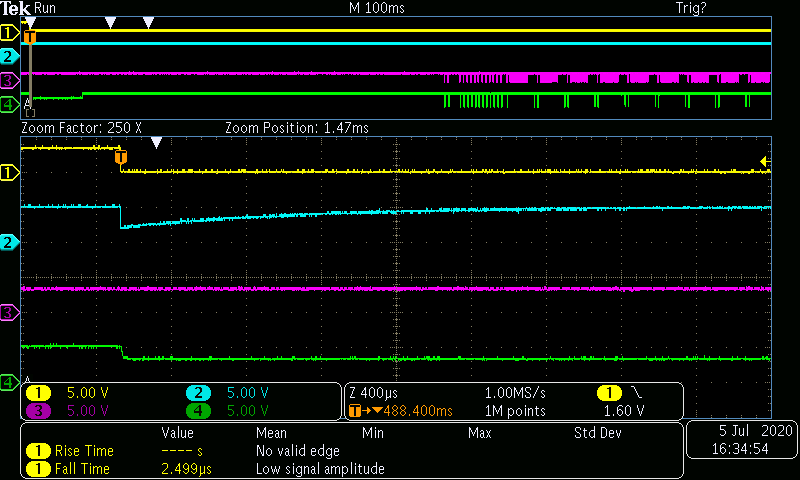 Tek Run M 100ms Trig?
T
1
2
3
4 A
[ ]
Zoom Factor: 250 X Zoom Position: 1.47ms
T
1
2
3
4 A
1 5.00 V 2 5.00 V Z 400µs 1.00MS/s 1
3 5.00 V 4 5.00 V T→▼488.400ms 1M points 1.60 V
Value Mean Min Max Std Dev
1 Rise Time ---- s No valid edge
1 Fall Time 2.499µs Low signal amplitude
5 Jul 2020
16:34:54